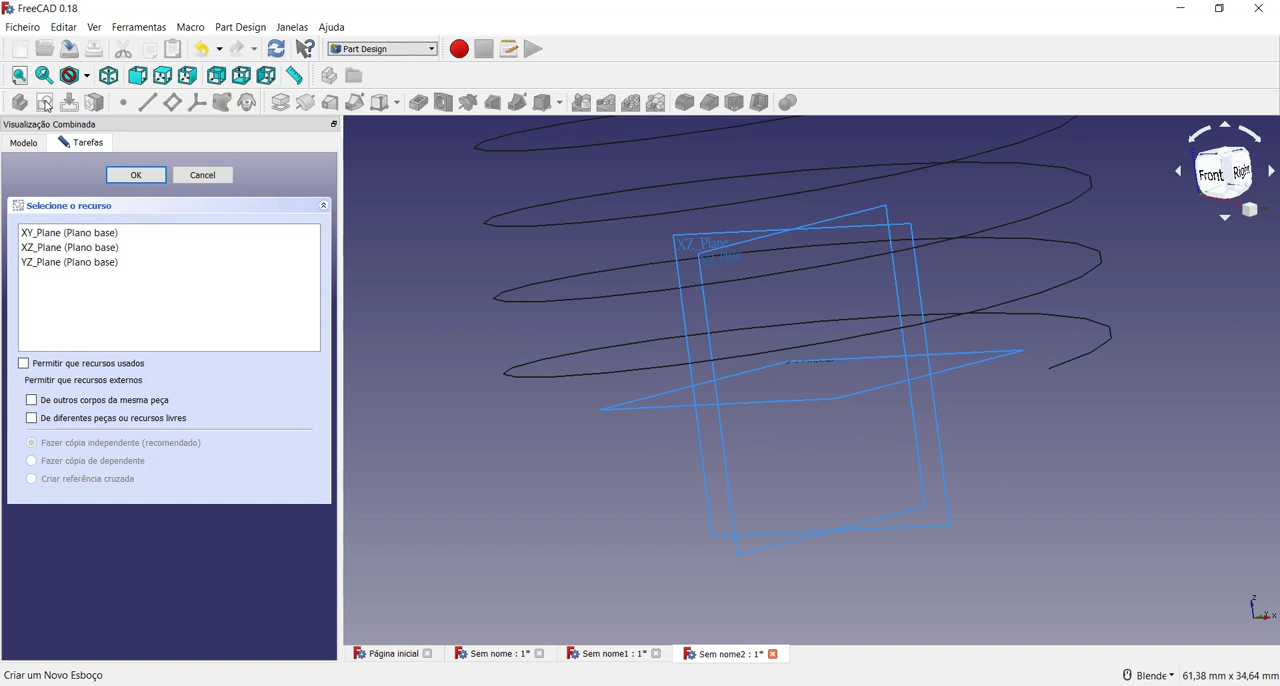 FreeCAD 0.18
Ficheiro Editar Ver Ferramentas Macro Part Design Janelas Ajuda
Part Design
Visualização Combinada
Modelo Tarefas
OK Cancel
Selecione o recurso
XY_Plane (Plano base)
XZ_Plane (Plano base)
YZ_Plane (Plano base)
Permitir que recursos usados
Permitir que recursos externos
De outros corpos da mesma peça
De diferentes peças ou recursos livres
Fazer cópia independente (recomendado)
Fazer cópia de dependente
Criar referência cruzada
XZ_Plane
Front Right
Z
Y X
Página inicial Sem nome : 1* Sem nome1 : 1* Sem nome2 : 1*
Criar um Novo Esboço
Blende 61,38 mm x 34,64 mm